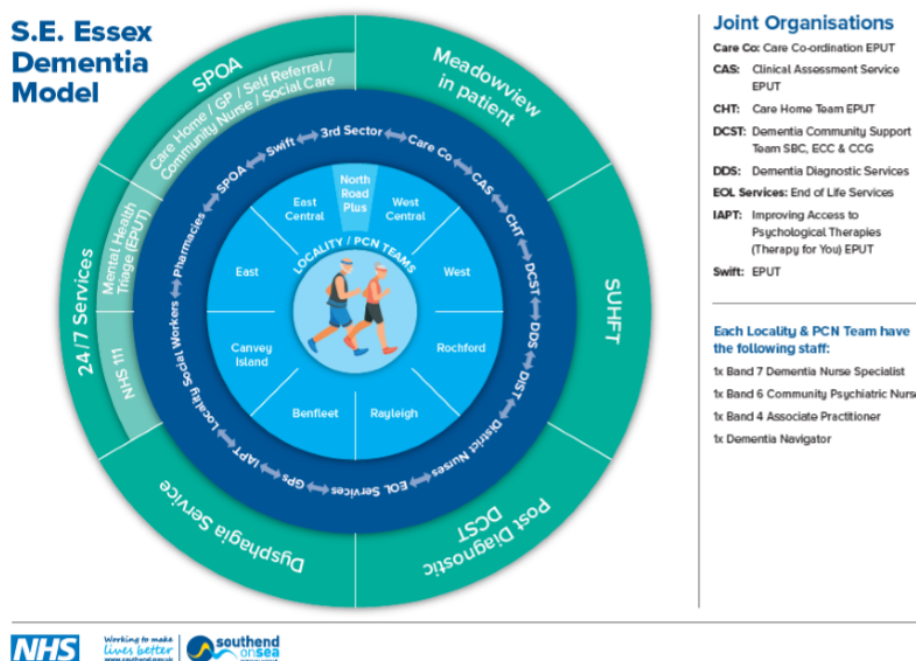 S.E. Essex
Dementia
Model
SPOA
Care Home / GP / Self Referral /
Community Nurse / Social Care
Meadowview
in patient
SUHFT
Post Diagnostic
DCST
Dysphagia Service
24/7 Services
Mental Health
Triage (EPUT)
NHS 111
3rd Sector
Care Co
CAS
CHT
DCST
DDS
DIST
District Nurses
EOL Services
GPs
IAPT
Locality Social Workers
Pharmacies
SPOA
Swift
North
Road
Plus
West
Central
West
Rochford
Rayleigh
Benfleet
Canvey
Island
East
East
Central
LOCALITY / PCN TEAMS
Joint Organisations
Care Co: Care Co-ordination EPUT
CAS: Clinical Assessment Service
EPUT
CHT: Care Home Team EPUT
DCST: Dementia Community Support
Team SBC, ECC & CCG
DDS: Dementia Diagnostic Services
EOL Services: End of Life Services
IAPT: Improving Access to
Psychological Therapies
(Therapy for You) EPUT
Swift: EPUT
Each Locality & PCN Team have
the following staff:
1x Band 7 Dementia Nurse Specialist
1x Band 6 Community Psychiatric Nurse
1x Band 4 Associate Practitioner
1x Dementia Navigator
NHS
Working to make
lives better
www.southend.gov.uk
southend
on sea